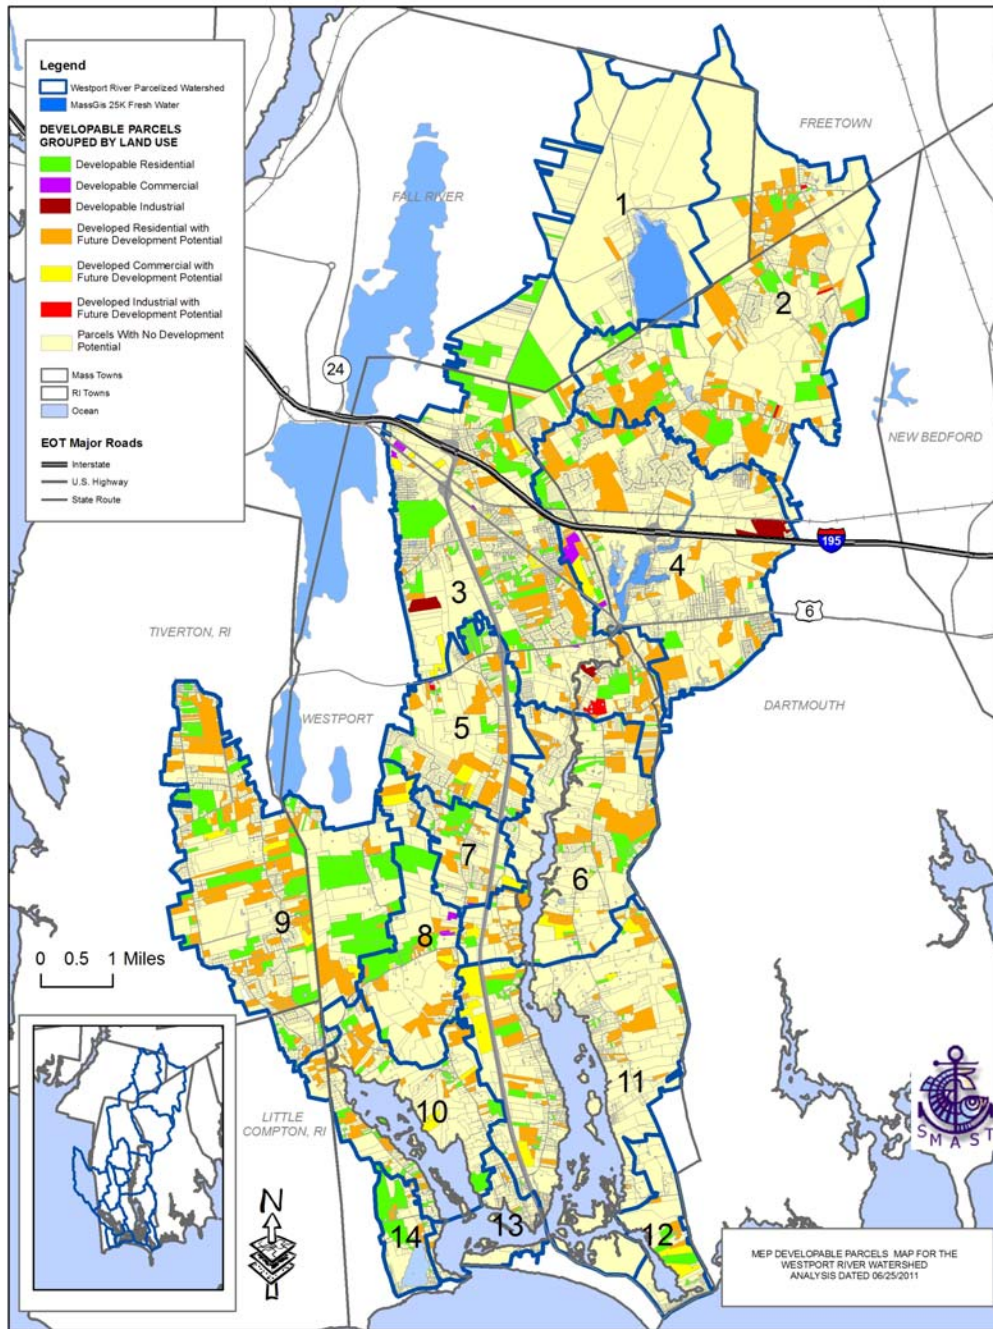 Legend
Westport River Parcelized Watershed
MassGis 25K Fresh Water
DEVELOPABLE PARCELS
GROUPED BY LAND USE
Developable Residential
Developable Commercial
Developable Industrial
Developed Residential with
Future Development Potential
Developed Commercial with
Future Development Potential
Developed Industrial with
Future Development Potential
Parcels With No Development
Potential
Mass Towns
RI Towns
Ocean
EOT Major Roads
Interstate
U.S. Highway
State Route
FREETOWN
FALL RIVER
1
2
24
NEW BEDFORD
195
4
3
6
TIVERTON, RI
DARTMOUTH
WESTPORT
5
7
6
9
8
0 0.5 1 Miles
11
10
LITTLE
COMPTON, RI
SMAST
N
14
13
12
MEP DEVELOPABLE PARCELS MAP FOR THE
WESTPORT RIVER WATERSHED
ANALYSIS DATED 06/25/2011